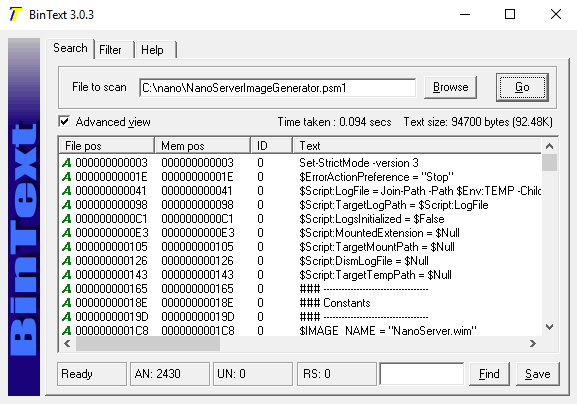 BinText 3.0.3
Search Filter Help
File to scan C:\nano\NanoServerImageGenerator.psm1 Browse Go
Advanced view Time taken : 0.094 secs Text size: 94700 bytes (92.48K)
File pos Mem pos ID Text
A 000000000003 000000000003 0 Set-StrictMode -version 3
A 00000000001E 00000000001E 0 $ErrorActionPreference = "Stop"
A 000000000041 000000000041 0 $Script:LogFile = Join-Path -Path $Env:TEMP -Chilc
A 000000000098 000000000098 0 $Script:TargetLogPath = $Script:LogFile
A 0000000000C1 0000000000C1 0 $Script:LogsInitialized = $False
A 0000000000E3 0000000000E3 0 $Script:MountedExtension = $Null
A 000000000105 000000000105 0 $Script:TargetMountPath = $Null
A 000000000126 000000000126 0 $Script:DismLogFile = $Null
A 000000000143 000000000143 0 $Script:TargetTempPath = $Null
A 000000000165 000000000165 0 ### -----------------------------------
A 00000000018E 00000000018E 0 ### Constants
A 00000000019D 00000000019D 0 ### -----------------------------------
A 0000000001C8 0000000001C8 0 $IMAGE_NAME = "NanoServer.wim"
Ready AN: 2430 UN: 0 RS: 0 Find Save
BinText